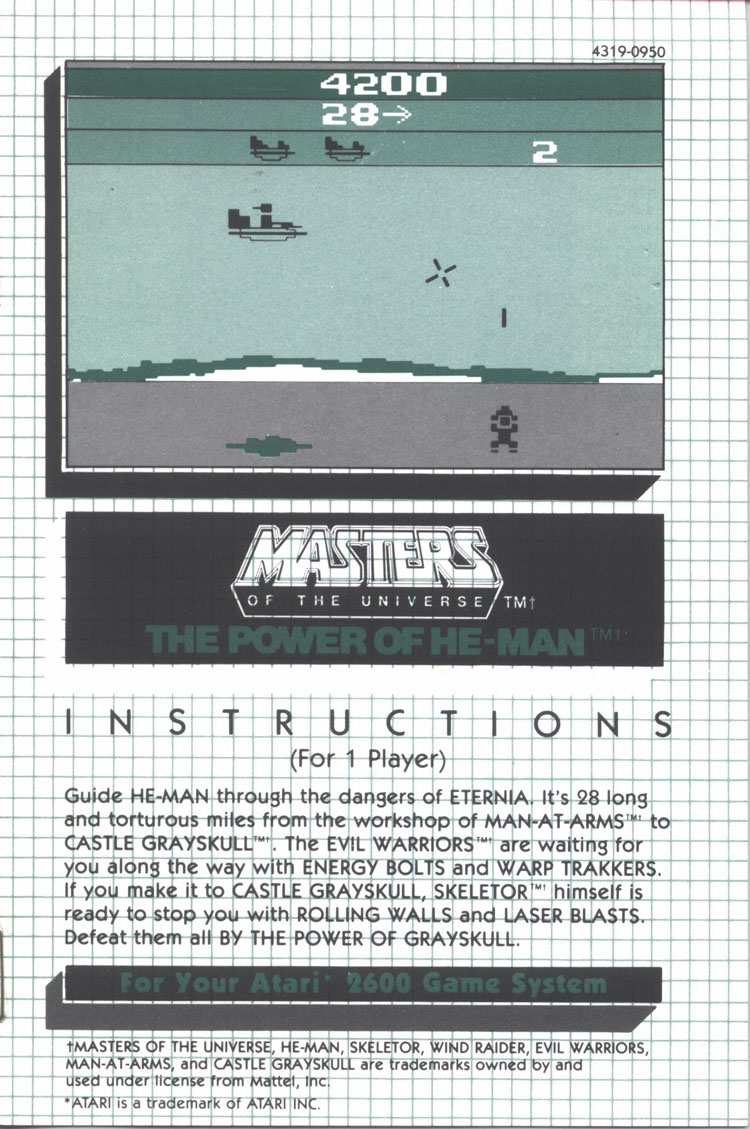 4319-0950
4200
28→
2
MASTERS
OF THE UNIVERSE TM†
THE POWER OF HE-MAN™†*
INSTRUCTIONS
(For 1 Player)
Guide HE-MAN through the dangers of ETERNIA. It's 28 long
and torturous miles from the workshop of MAN-AT-ARMS™† to
CASTLE GRAYSKULL™†. The EVIL WARRIORS™† are waiting for
you along the way with ENERGY BOLTS and WARP TRAKKERS.
If you make it to CASTLE GRAYSKULL, SKELETOR™† himself is
ready to stop you with ROLLING WALLS and LASER BLASTS.
Defeat them all BY THE POWER OF GRAYSKULL.
For Your Atari* 2600 Game System
†MASTERS OF THE UNIVERSE, HE-MAN, SKELETOR, WIND RAIDER, EVIL WARRIORS,
MAN-AT-ARMS, and CASTLE GRAYSKULL are trademarks owned by and
used under license from Mattel, Inc.
*ATARI is a trademark of ATARI INC.